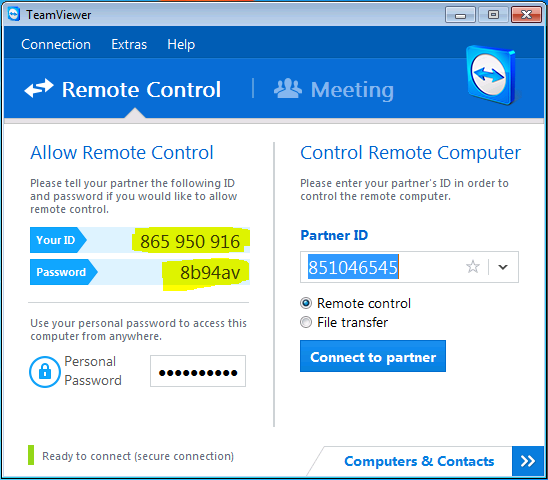 TeamViewer
Connection Extras Help
Remote Control Meeting
Allow Remote Control
Please tell your partner the following ID
and password if you would like to allow
remote control.
Your ID 865 950 916
Password 8b94av
Use your personal password to access this
computer from anywhere.
Personal
Password
Control Remote Computer
Please enter your partner's ID in order to
control the remote computer.
Partner ID
851046545
Remote control
File transfer
Connect to partner
Ready to connect (secure connection)
Computers & Contacts